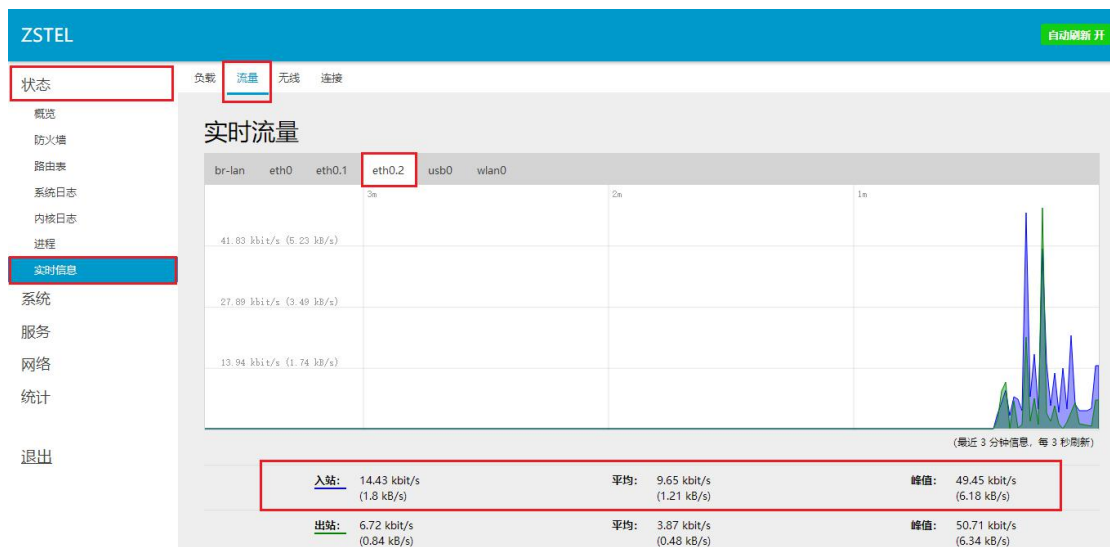 ZSTEL
自动刷新 开
状态
概览
防火墙
路由表
系统日志
内核日志
进程
实时信息
系统
服务
网络
统计
退出
负载 流量 无线 连接
实时流量
br-lan eth0 eth0.1 eth0.2 usb0 wlan0
3m 2m 1m
41.83 kbit/s (5.23 kB/s)
27.89 kbit/s (3.49 kB/s)
13.94 kbit/s (1.74 kB/s)
(最近 3 分钟信息，每 3 秒刷新)
入站: 14.43 kbit/s 平均: 9.65 kbit/s 峰值: 49.45 kbit/s
(1.8 kB/s) (1.21 kB/s) (6.18 kB/s)
出站: 6.72 kbit/s 平均: 3.87 kbit/s 峰值: 50.71 kbit/s
(0.84 kB/s) (0.48 kB/s) (6.34 kB/s)